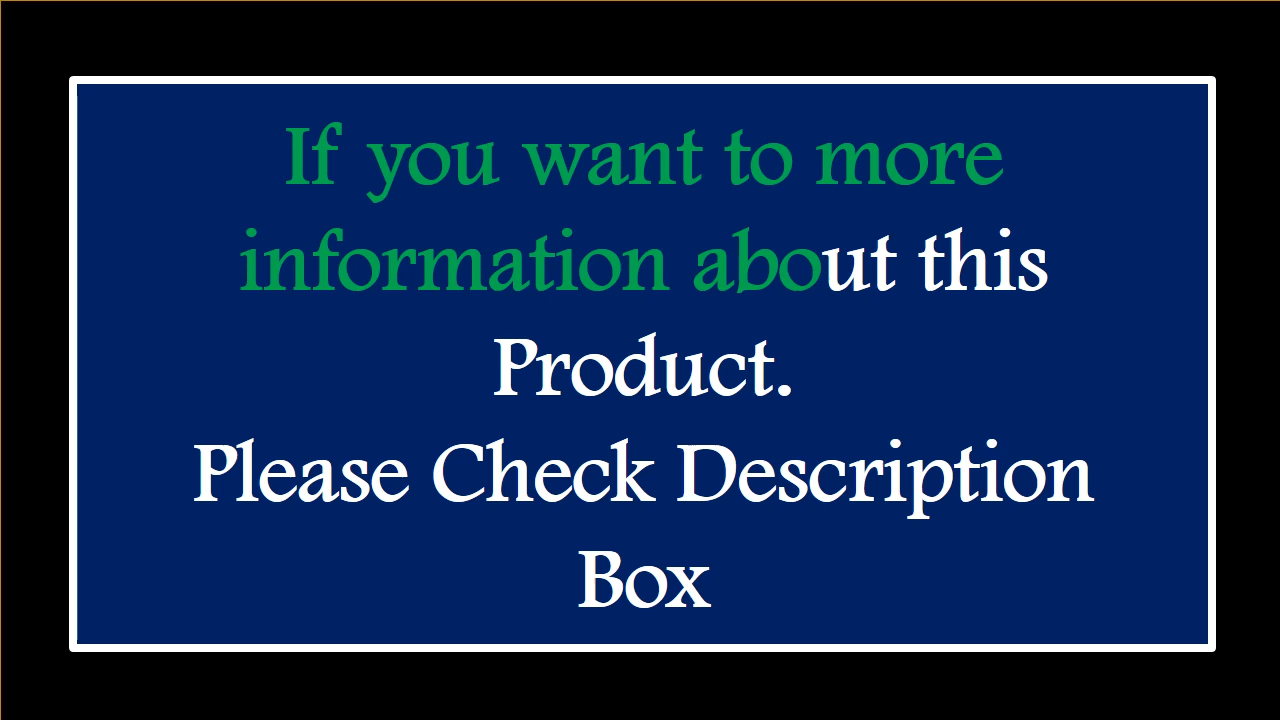 If you want to more
information about this
Product.
Please Check Description
Box